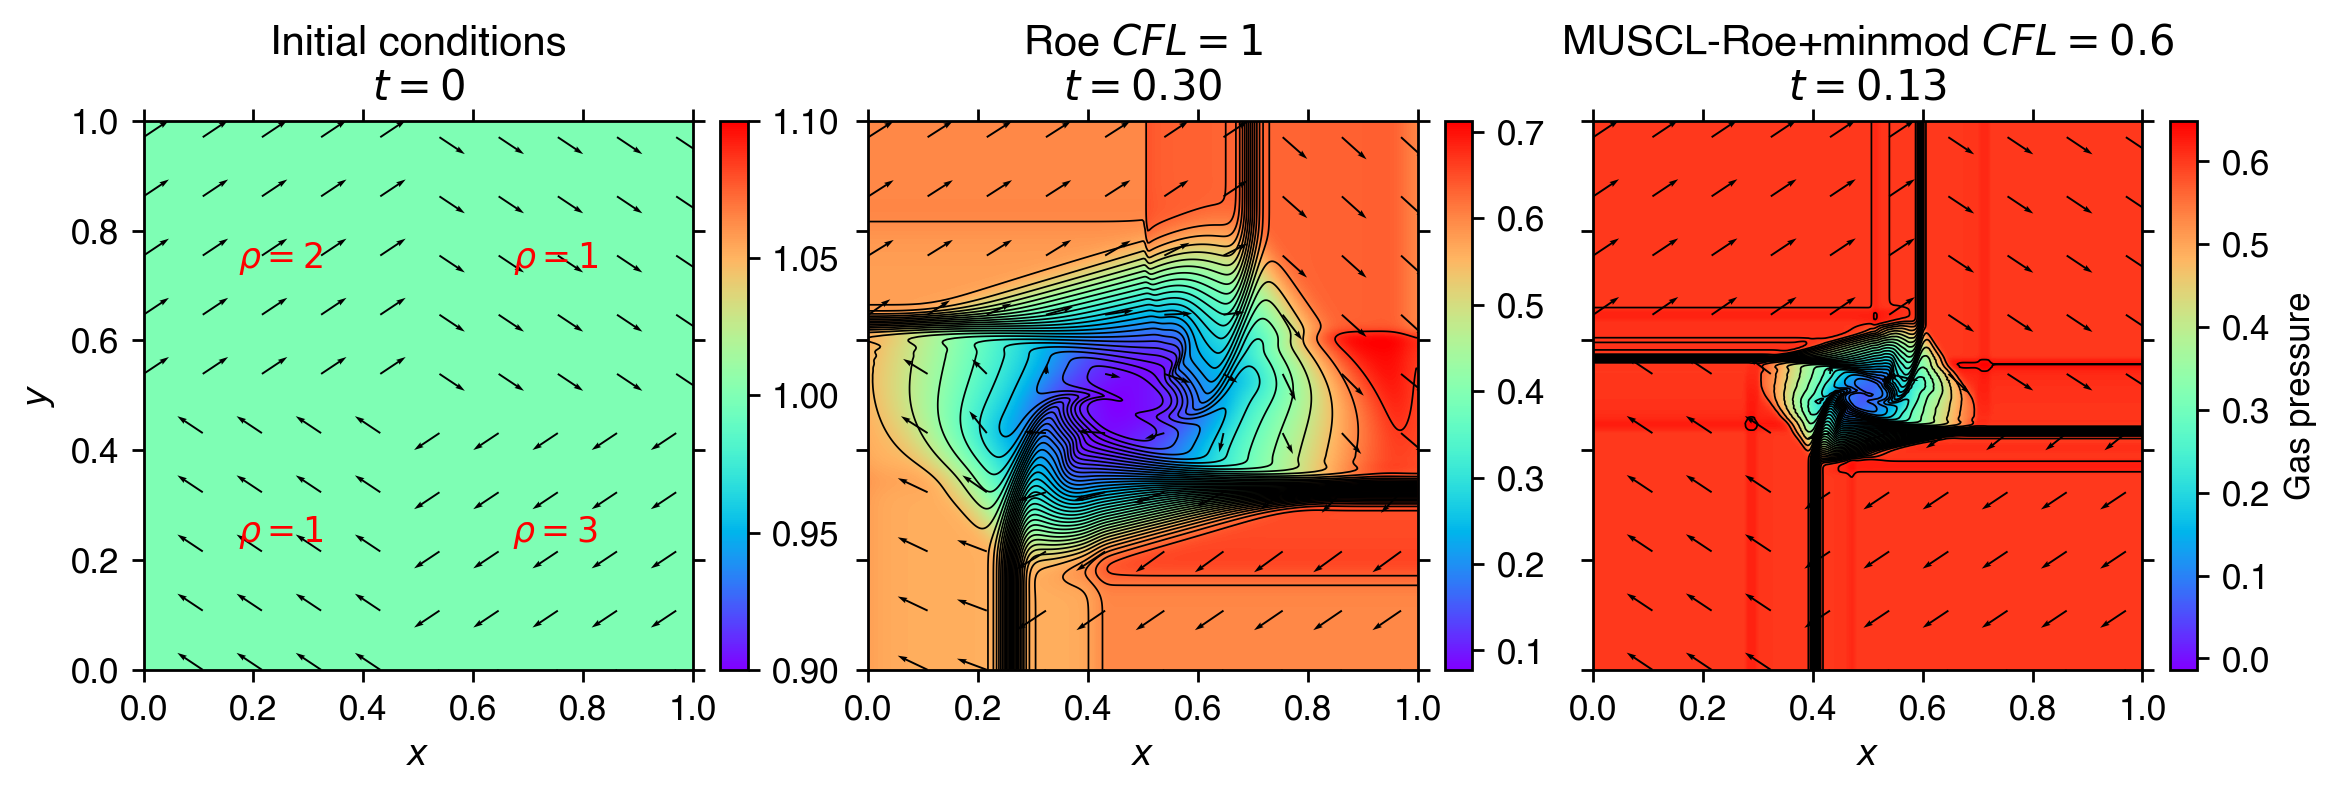 Initial conditions
t = 0
Roe CFL = 1
t = 0.30
MUSCL-Roe+minmod CFL = 0.6
t = 0.13
1.0
0.8
0.6
0.4
0.2
0.0
y
ρ = 2
ρ = 1
ρ = 1
ρ = 3
0.0 0.2 0.4 0.6 0.8 1.0
x
1.10
1.05
1.00
0.95
0.90
0.0 0.2 0.4 0.6 0.8 1.0
x
0.7
0.6
0.5
0.4
0.3
0.2
0.1
0.0 0.2 0.4 0.6 0.8 1.0
x
0.6
0.5
0.4
0.3
0.2
0.1
0.0
Gas pressure